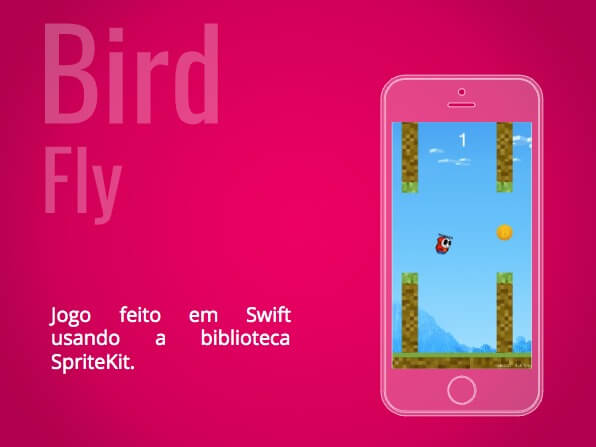 Bird
Fly
Jogo feito em Swift
usando a biblioteca
SpriteKit.
1